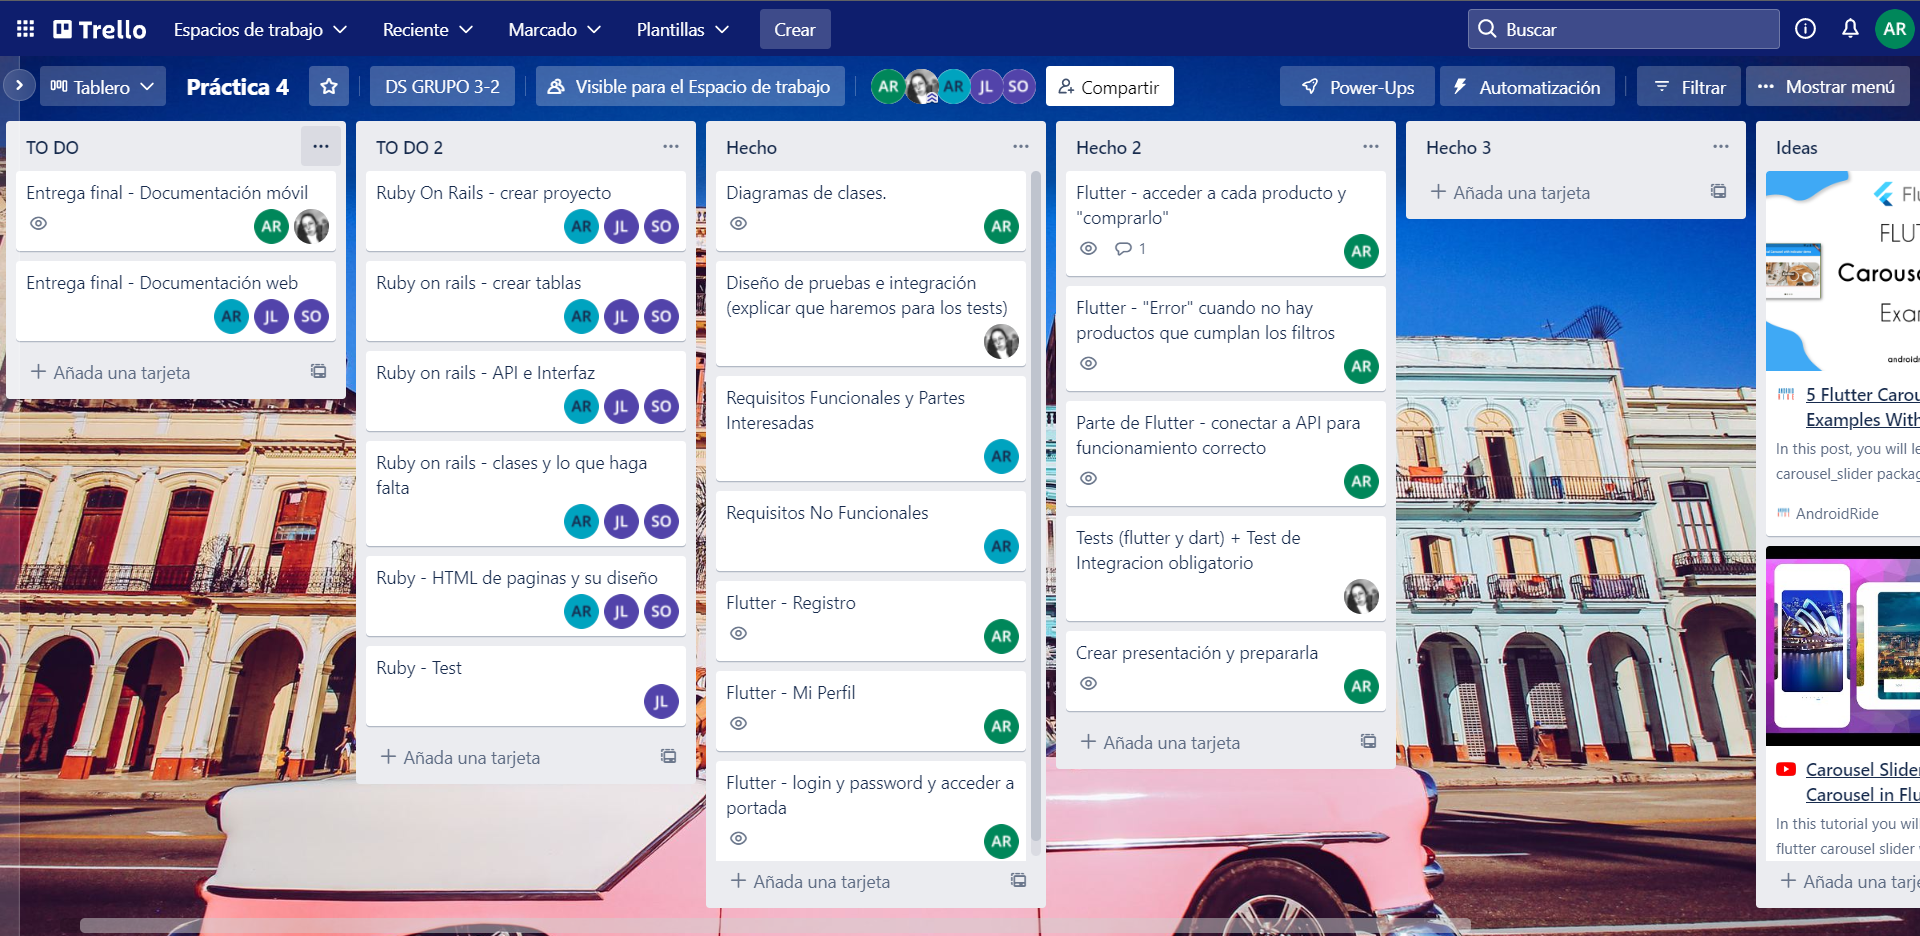 Trello
Espacios de trabajo
Reciente
Marcado
Plantillas
Crear
Buscar
AR
Tablero
Práctica 4
DS GRUPO 3-2
Visible para el Espacio de trabajo
AR
AR
JL
SO
Compartir
Power-Ups
Automatización
Filtrar
Mostrar menú
TO DO
Entrega final - Documentación móvil
AR
Entrega final - Documentación web
AR JL SO
Añada una tarjeta
TO DO 2
Ruby On Rails - crear proyecto
AR JL SO
Ruby on rails - crear tablas
AR JL SO
Ruby on rails - API e Interfaz
AR JL SO
Ruby on rails - clases y lo que haga
falta
AR JL SO
Ruby - HTML de paginas y su diseño
AR JL SO
Ruby - Test
JL
Añada una tarjeta
Hecho
Diagramas de clases.
AR
Diseño de pruebas e integración
(explicar que haremos para los tests)
Requisitos Funcionales y Partes
Interesadas
AR
Requisitos No Funcionales
AR
Flutter - Registro
AR
Flutter - Mi Perfil
AR
Flutter - login y password y acceder a
portada
AR
Añada una tarjeta
Hecho 2
Flutter - acceder a cada producto y
"comprarlo"
1
AR
Flutter - "Error" cuando no hay
productos que cumplan los filtros
AR
Parte de Flutter - conectar a API para
funcionamiento correcto
AR
Tests (flutter y dart) + Test de
Integracion obligatorio
Crear presentación y prepararla
AR
Añada una tarjeta
Hecho 3
Añada una tarjeta
Ideas
Flu
FLUT
Carous
Exam
androidri
5 Flutter Carou
Examples With
In this post, you will le
carousel_slider packag
AndroidRide
Carousel Slider
Carousel in Flu
In this tutorial you will
flutter carousel slider
Añada una tarje